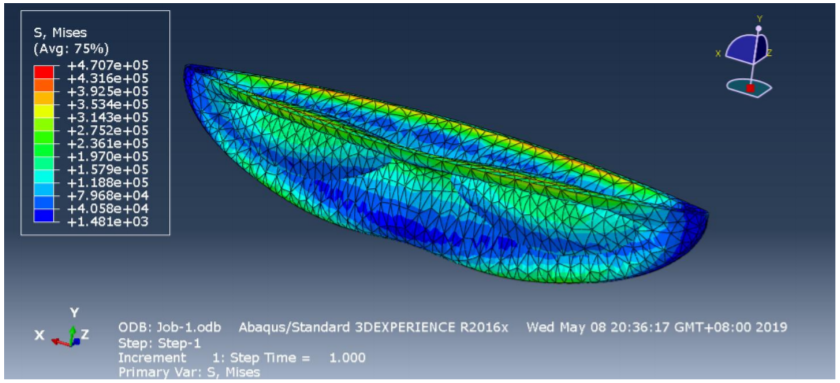 S, Mises
(Avg: 75%)
+4.707e+05
+4.316e+05
+3.925e+05
+3.534e+05
+3.143e+05
+2.752e+05
+2.361e+05
+1.970e+05
+1.579e+05
+1.188e+05
+7.968e+04
+4.058e+04
+1.481e+03
Y
X Z
Y
X Z
ODB: Job-1.odb Abaqus/Standard 3DEXPERIENCE R2016x Wed May 08 20:36:17 GMT+08:00 2019
Step: Step-1
Increment 1: Step Time = 1.000
Primary Var: S, Mises